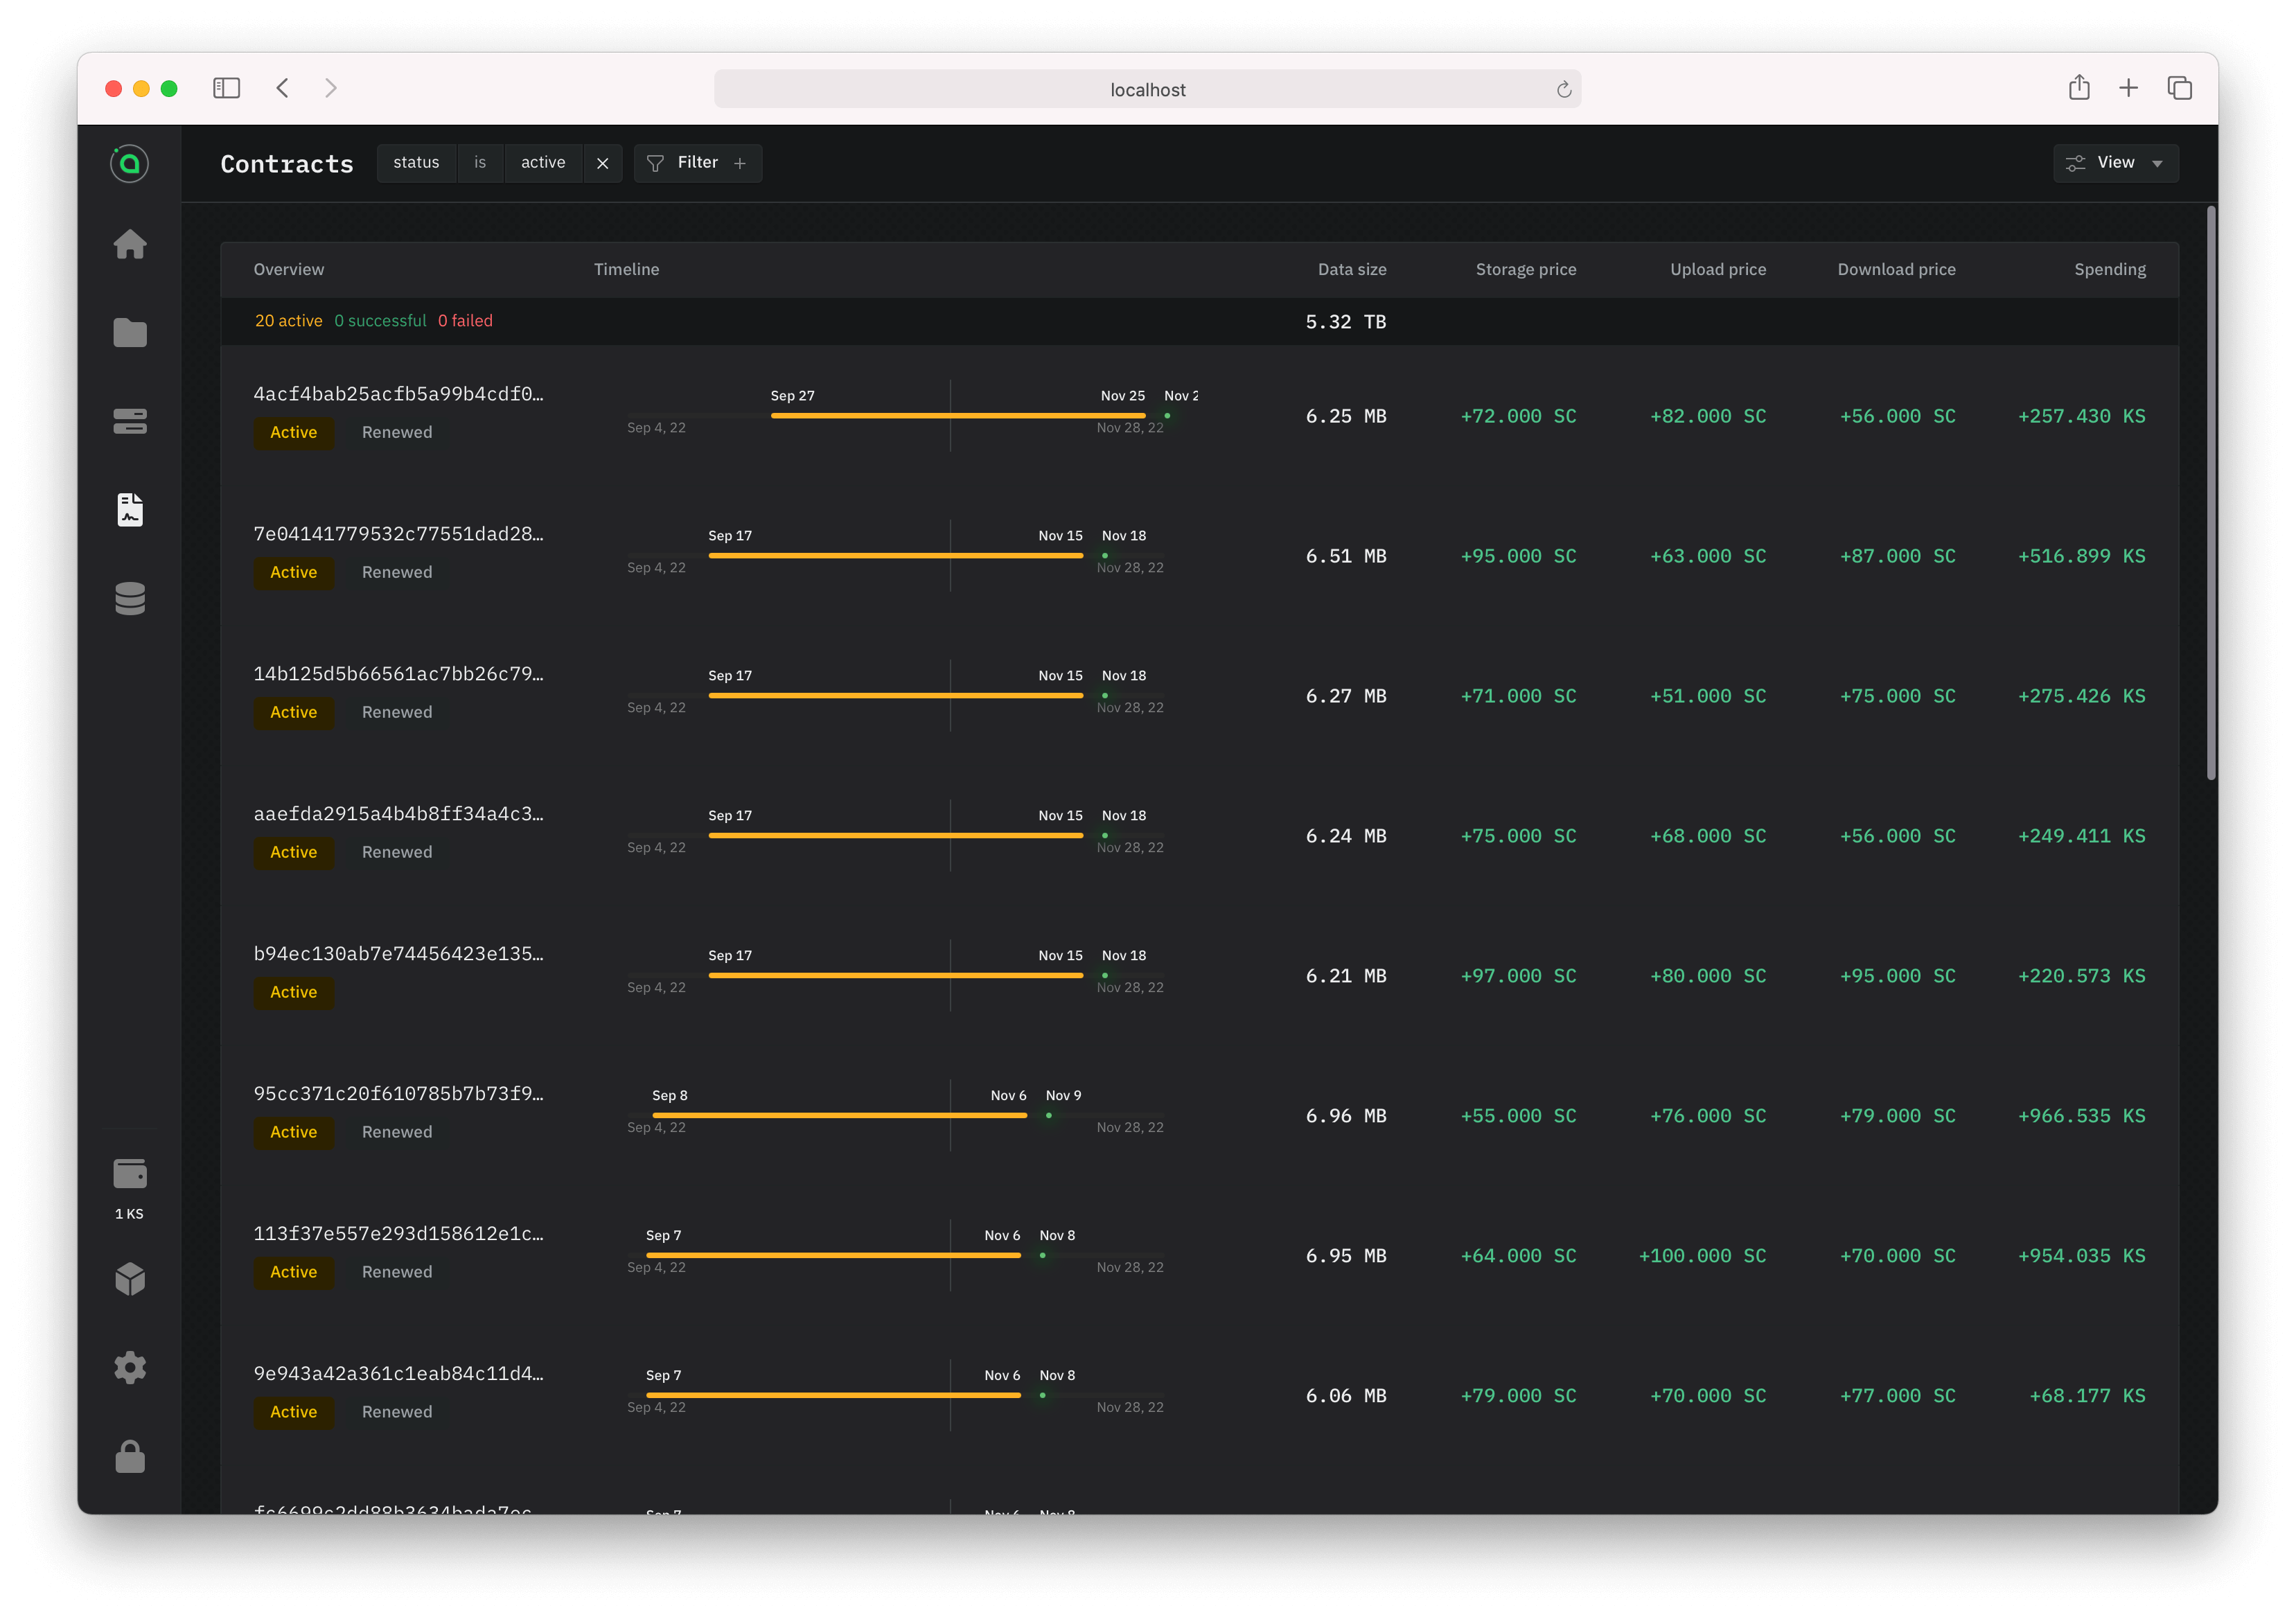 localhost
Contracts status is active Filter View
Overview Timeline Data size Storage price Upload price Download price Spending
20 active 0 successful 0 failed 5.32 TB
4acf4bab25acfb5a99b4cdf0…
Sep 27 Nov 25 Nov
Active Renewed
Sep 4, 22 Nov 28, 22
6.25 MB +72.000 SC +82.000 SC +56.000 SC +257.430 KS
7e04141779532c77551dad28…
Sep 17 Nov 15 Nov 18
Active Renewed
Sep 4, 22 Nov 28, 22
6.51 MB +95.000 SC +63.000 SC +87.000 SC +516.899 KS
14b125d5b66561ac7bb26c79…
Sep 17 Nov 15 Nov 18
Active Renewed
Sep 4, 22 Nov 28, 22
6.27 MB +71.000 SC +51.000 SC +75.000 SC +275.426 KS
aaefda2915a4b4b8ff34a4c3…
Sep 17 Nov 15 Nov 18
Active Renewed
Sep 4, 22 Nov 28, 22
6.24 MB +75.000 SC +68.000 SC +56.000 SC +249.411 KS
b94ec130ab7e74456423e135…
Sep 17 Nov 15 Nov 18
Active
Sep 4, 22 Nov 28, 22
6.21 MB +97.000 SC +80.000 SC +95.000 SC +220.573 KS
95cc371c20f610785b7b73f9…
Sep 8 Nov 6 Nov 9
Active Renewed
Sep 4, 22 Nov 28, 22
6.96 MB +55.000 SC +76.000 SC +79.000 SC +966.535 KS
113f37e557e293d158612e1c…
Sep 7 Nov 6 Nov 8
Active Renewed
Sep 4, 22 Nov 28, 22
6.95 MB +64.000 SC +100.000 SC +70.000 SC +954.035 KS
9e943a42a361c1eab84c11d4…
Sep 7 Nov 6 Nov 8
Active Renewed
Sep 4, 22 Nov 28, 22
6.06 MB +79.000 SC +70.000 SC +77.000 SC +68.177 KS
Sep 7 Nov 6 Nov 8
1 KS